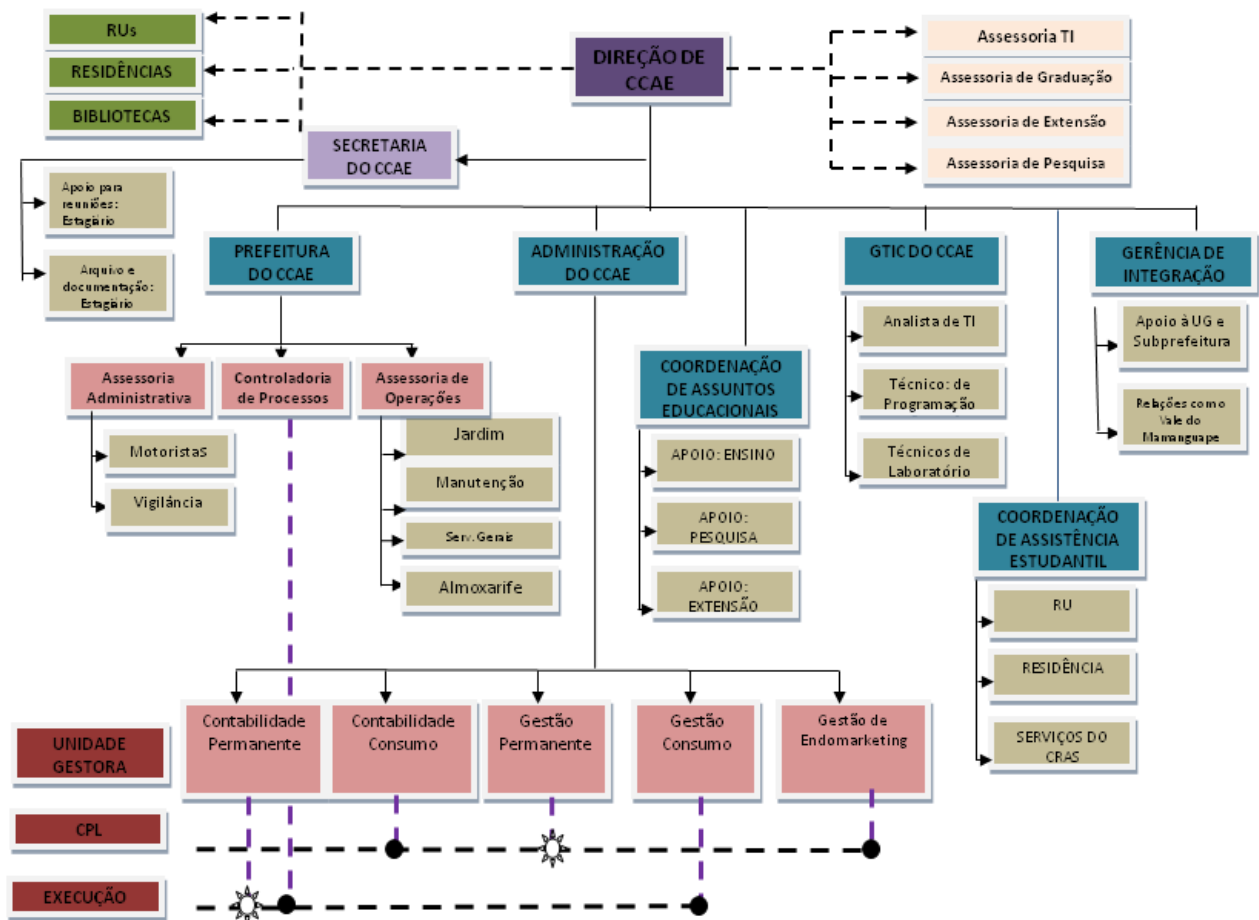 RUs
RESIDÊNCIAS
BIBLIOTECAS
DIREÇÃO DE
CCAE
Assessoria TI
Assessoria de Graduação
Assessoria de Extensão
Assessoria de Pesquisa
SECRETARIA
DO CCAE
Apoio para
reuniões:
Estagiário
Arquivo e
documentação:
Estagiário
PREFEITURA
DO CCAE
ADMINISTRAÇÃO
DO CCAE
GTIC DO CCAE
GERÊNCIA DE
INTEGRAÇÃO
Assessoria
Administrativa
Controladoria
de Processos
Assessoria de
Operações
Motoristas
Vigilância
Jardim
Manutenção
Serv. Gerais
Almoxarife
COORDENAÇÃO
DE ASSUNTOS
EDUCACIONAIS
APOIO: ENSINO
APOIO:
PESQUISA
APOIO:
EXTENSÃO
Analista de TI
Técnico: de
Programação
Técnicos de
Laboratório
Apoio à UG e
Subprefeitura
Relações como
Vale do
Mamanguape
COORDENAÇÃO
DE ASSISTÊNCIA
ESTUDANTIL
RU
RESIDÊNCIA
SERVIÇOS DO
CRAS
Contabilidade
Permanente
Contabilidade
Consumo
Gestão
Permanente
Gestão
Consumo
Gestão de
Endomarketing
UNIDADE
GESTORA
CPL
EXECUÇÃO